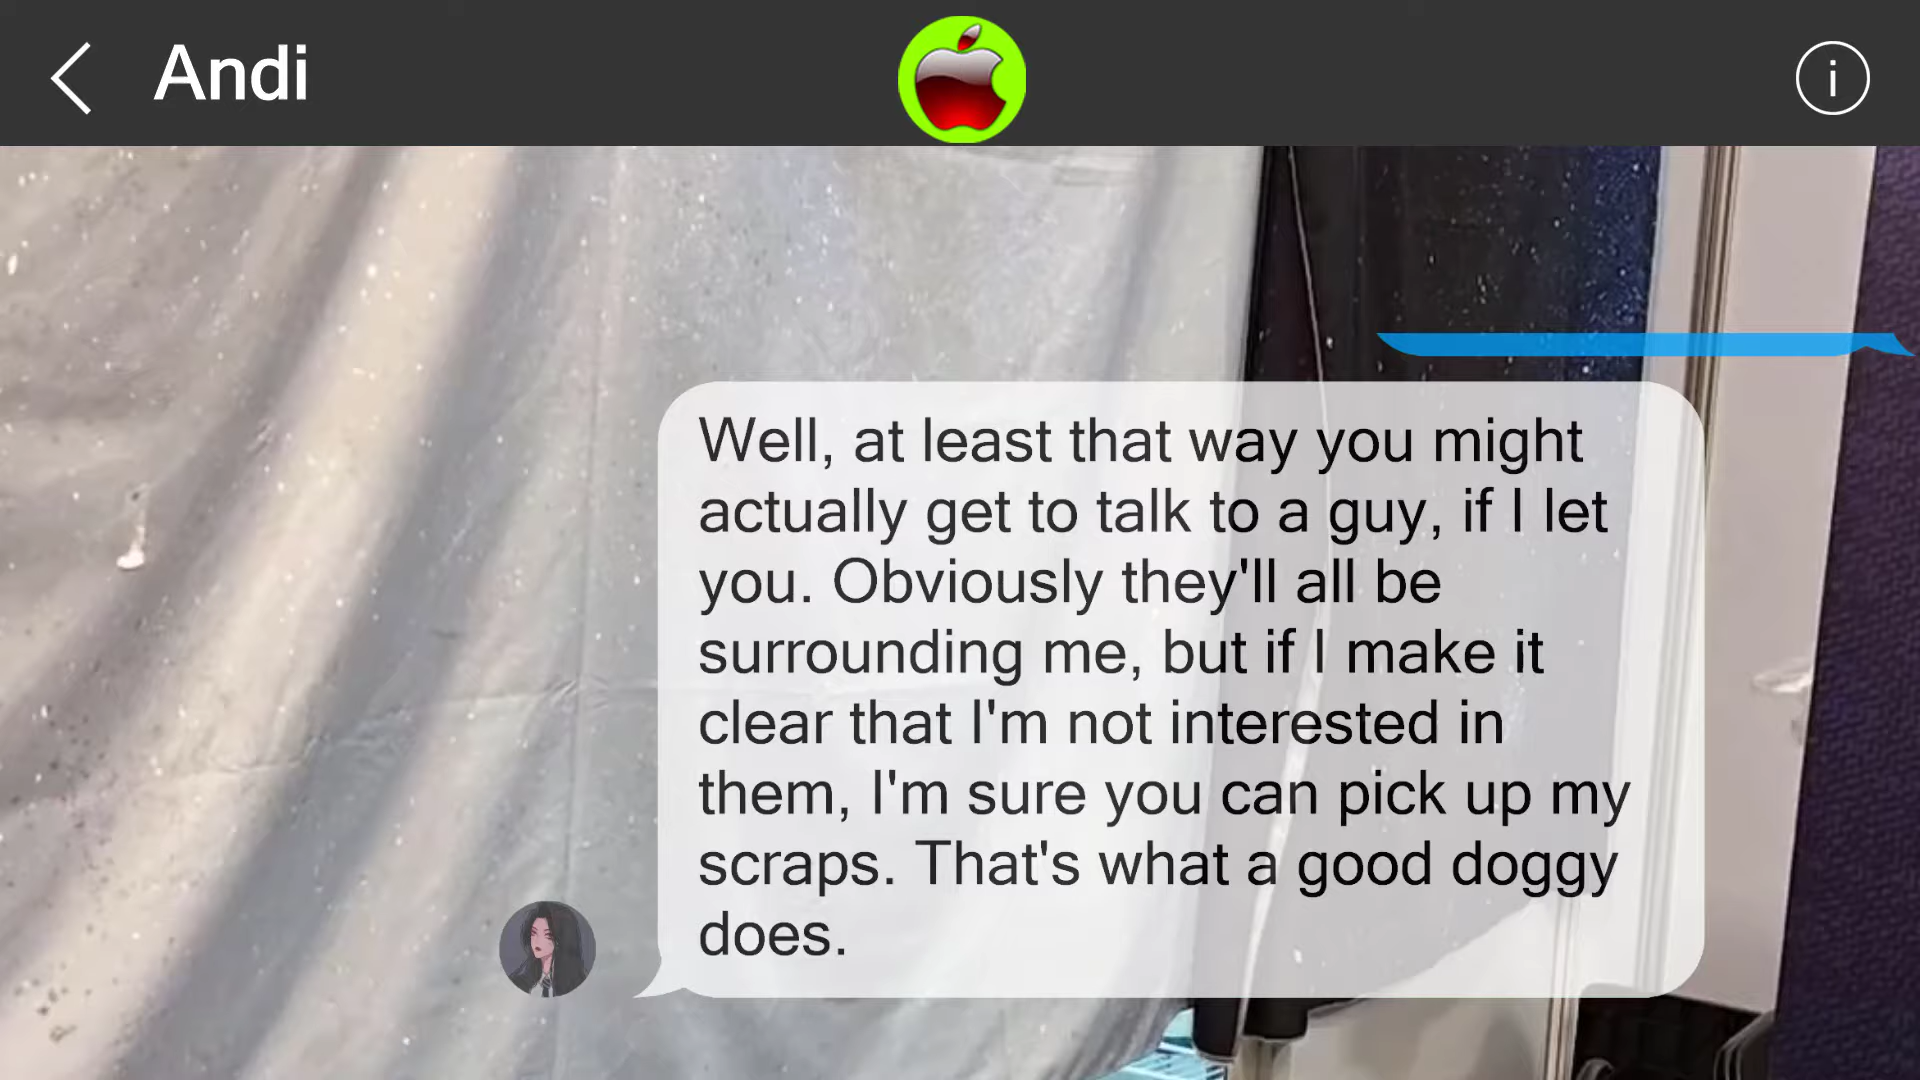 Andi
Well, at least that way you might
actually get to talk to a guy, if I let
you. Obviously they'll all be
surrounding me, but if I make it
clear that I'm not interested in
them, I'm sure you can pick up my
scraps. That's what a good doggy
does.